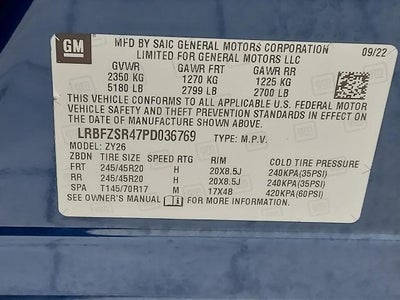 GM
MFD BY SAIC GENERAL MOTORS CORPORATION
LIMITED FOR GENERAL MOTORS LLC
09/22
GVWR GAWR FRT GAWR RR
2350 KG 1270 KG 1225 KG
5180 LB 2799 LB 2700 LB
THIS VEHICLE CONFORMS TO ALL APPLICABLE U.S. FEDERAL MOTOR
VEHICLE SAFETY AND THEFT PREVENTION STANDARDS IN EFFECT ON
THE DATE OF MANUFACTURE SHOWN ABOVE.
LRBFZSR47PD036769 TYPE: M.P.V.
MODEL: ZY26
ZBDN TIRE SIZE SPEED RTG RIM COLD TIRE PRESSURE
FRT 245/45R20 H 20X8.5J 240KPA(35PSI)
RR 245/45R20 H 20X8.5J 240KPA(35PSI)
SPA T145/70R17 M 17X4B 420KPA(60PSI)
SEE OWNER'S MANUAL FOR MORE INFORMATION